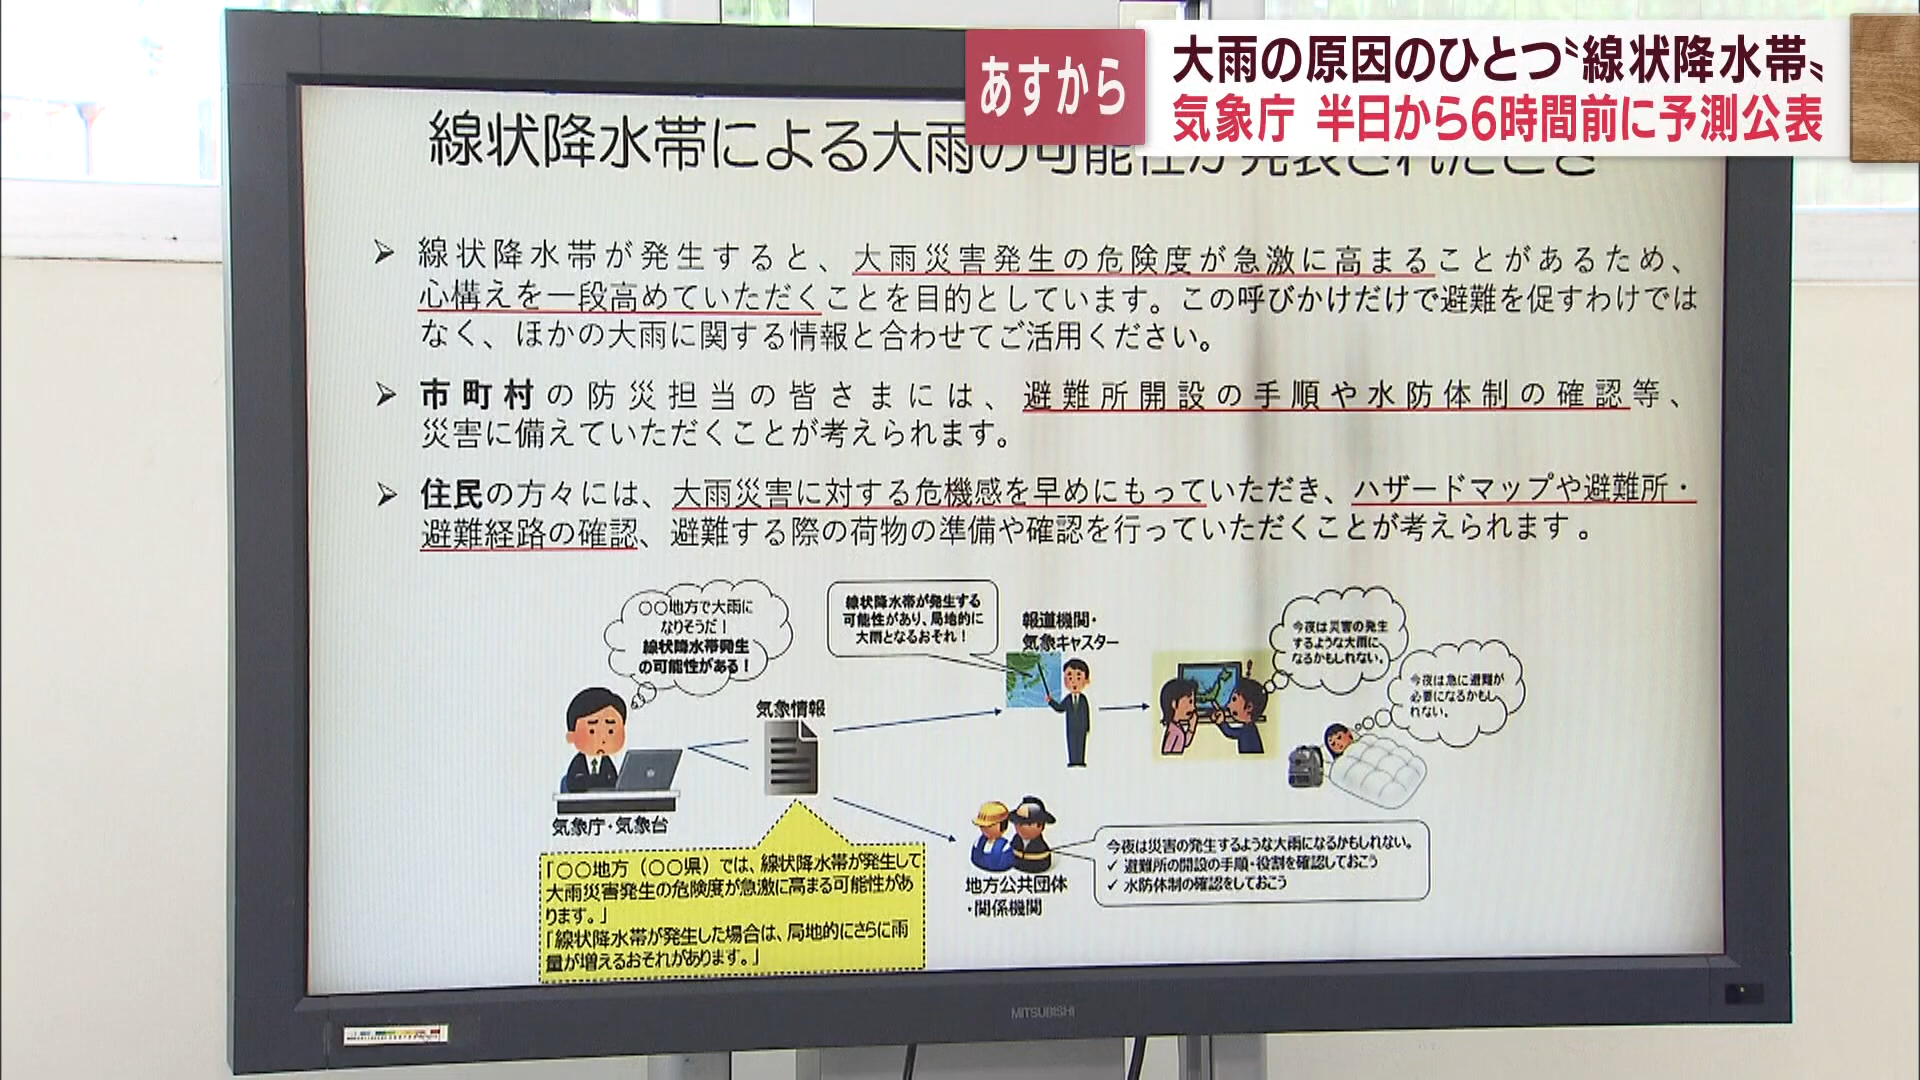 あすから
大雨の原因のひとつ〝線状降水帯〟
気象庁 半日から6時間前に予測公表
線状降水帯による大雨の可能性が発表されたとき
➢ 線状降水帯が発生すると、大雨災害発生の危険度が急激に高まることがあるため、
心構えを一段高めていただくことを目的としています。この呼びかけだけで避難を促すわけでは
なく、ほかの大雨に関する情報と合わせてご活用ください。
➢ 市町村の防災担当の皆さまには、避難所開設の手順や水防体制の確認等、
災害に備えていただくことが考えられます。
➢ 住民の方々には、大雨災害に対する危機感を早めにもっていただき、ハザードマップや避難所・
避難経路の確認、避難する際の荷物の準備や確認を行っていただくことが考えられます。
〇〇地方で大雨に
なりそうだ！
線状降水帯発生
の可能性がある！
気象庁・気象台
気象情報
線状降水帯が発生する
可能性があり、局地的に
大雨となるおそれ！
報道機関・
気象キャスター
今夜は災害の発生
するような大雨に
なるかもしれない。
今夜は急に避難が
必要になるかもし
れない。
「〇〇地方（〇〇県）では、線状降水帯が発生して
大雨災害発生の危険度が急激に高まる可能性があ
ります。」
「線状降水帯が発生した場合は、局地的にさらに雨
量が増えるおそれがあります。」
地方公共団体
・関係機関
今夜は災害の発生するような大雨になるかもしれない。
✓ 避難所の開設の手順・役割を確認しておこう
✓ 水防体制の確認をしておこう
MITSUBISHI